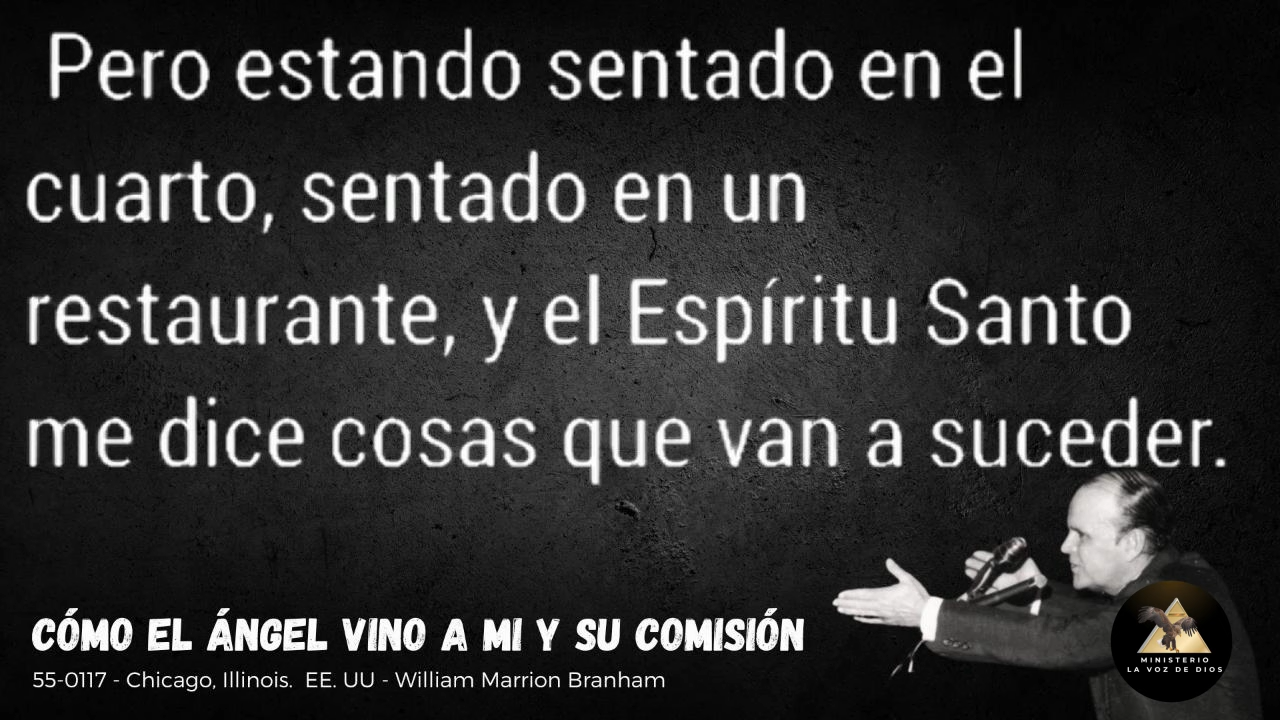 Pero estando sentado en el
cuarto, sentado en un
restaurante, y el Espíritu Santo
me dice cosas que van a suceder.
CÓMO EL ÁNGEL VINO A MI Y SU COMISIÓN
55-0117 - Chicago, Illinois. EE. UU - William Marrion Branham
MINISTERIO
LA VOZ DE DIOS